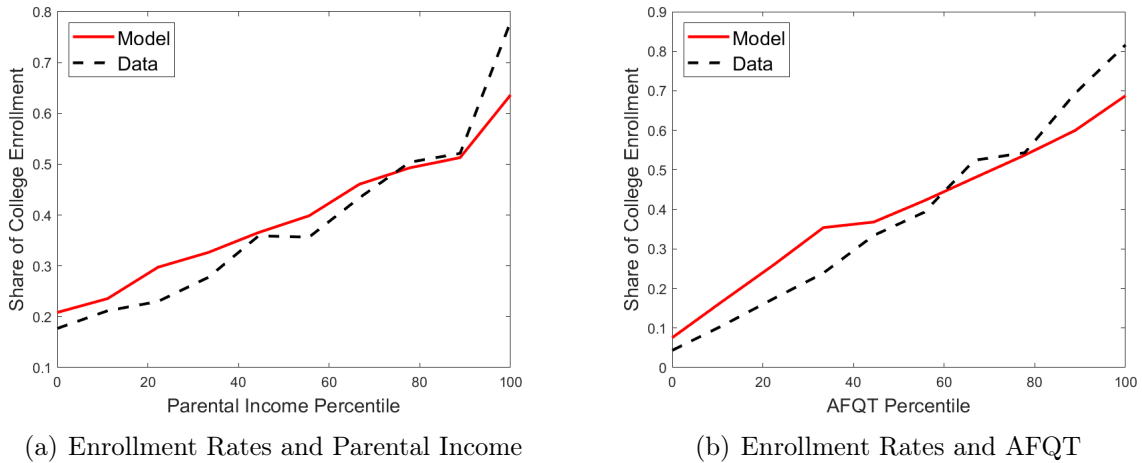 0.8
0.7
0.6
0.5
0.4
0.3
0.2
0.1
Share of College Enrollment
Model
Data
0 20 40 60 80 100
Parental Income Percentile
(a) Enrollment Rates and Parental Income
0.9
0.8
0.7
0.6
0.5
0.4
0.3
0.2
0.1
0
Share of College Enrollment
Model
Data
0 20 40 60 80 100
AFQT Percentile
(b) Enrollment Rates and AFQT